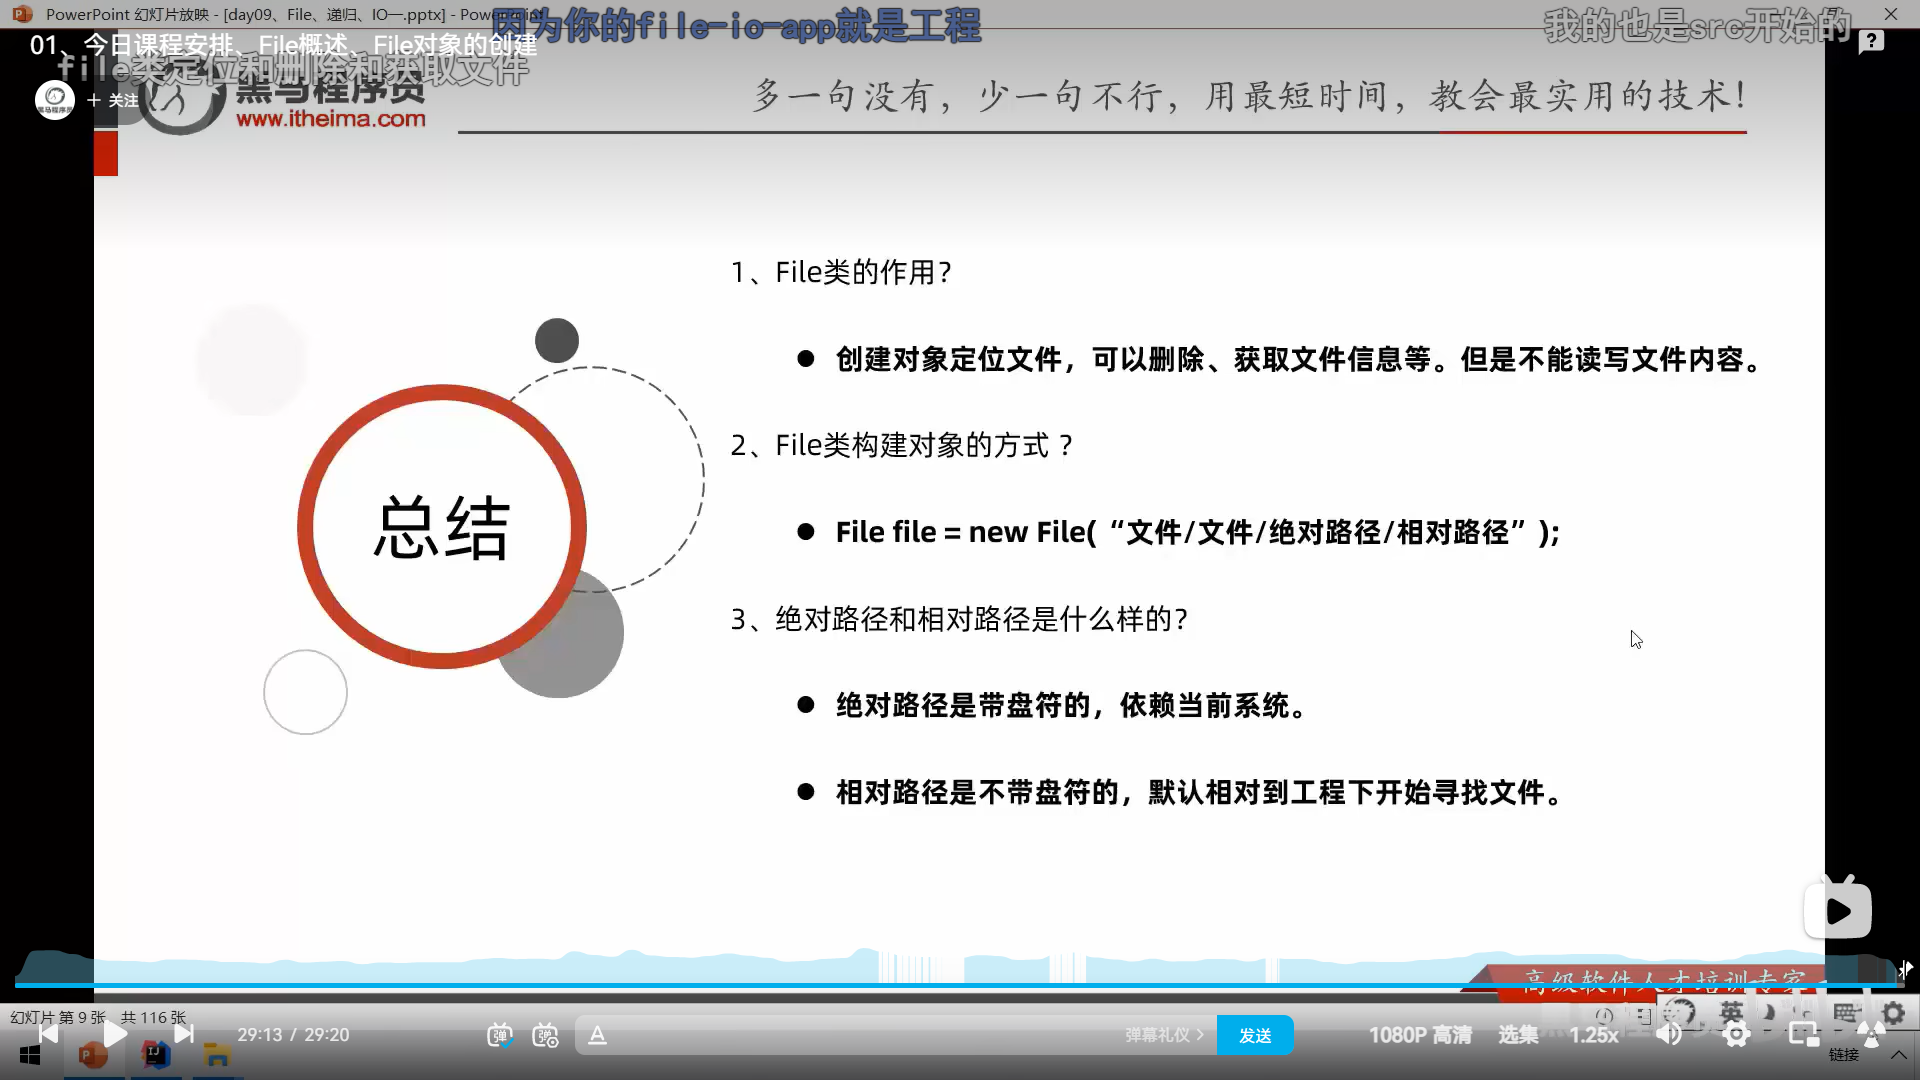 PowerPoint 幻灯片放映 - [day09、File、递归、IO一.pptx] - PowerPoint
因为你的file-io-app就是工程
我的也是src开始的
01、今日课程安排、File概述、File对象的创建
file类定位和删除和获取文件
+ 关注
黑马程序员
www.itheima.com
多一句没有，少一句不行，用最短时间，教会最实用的技术！
总结
1、File类的作用？
● 创建对象定位文件，可以删除、获取文件信息等。但是不能读写文件内容。
2、File类构建对象的方式 ？
● File file = new File( “文件/文件/绝对路径/相对路径” );
3、绝对路径和相对路径是什么样的？
● 绝对路径是带盘符的，依赖当前系统。
● 相对路径是不带盘符的，默认相对到工程下开始寻找文件。
高级软件人才培训专家
幻灯片 第 9 张 共 116 张
英
29:13 / 29:20
弹幕礼仪 >
发送
1080P 高清
选集
1.25x
链接